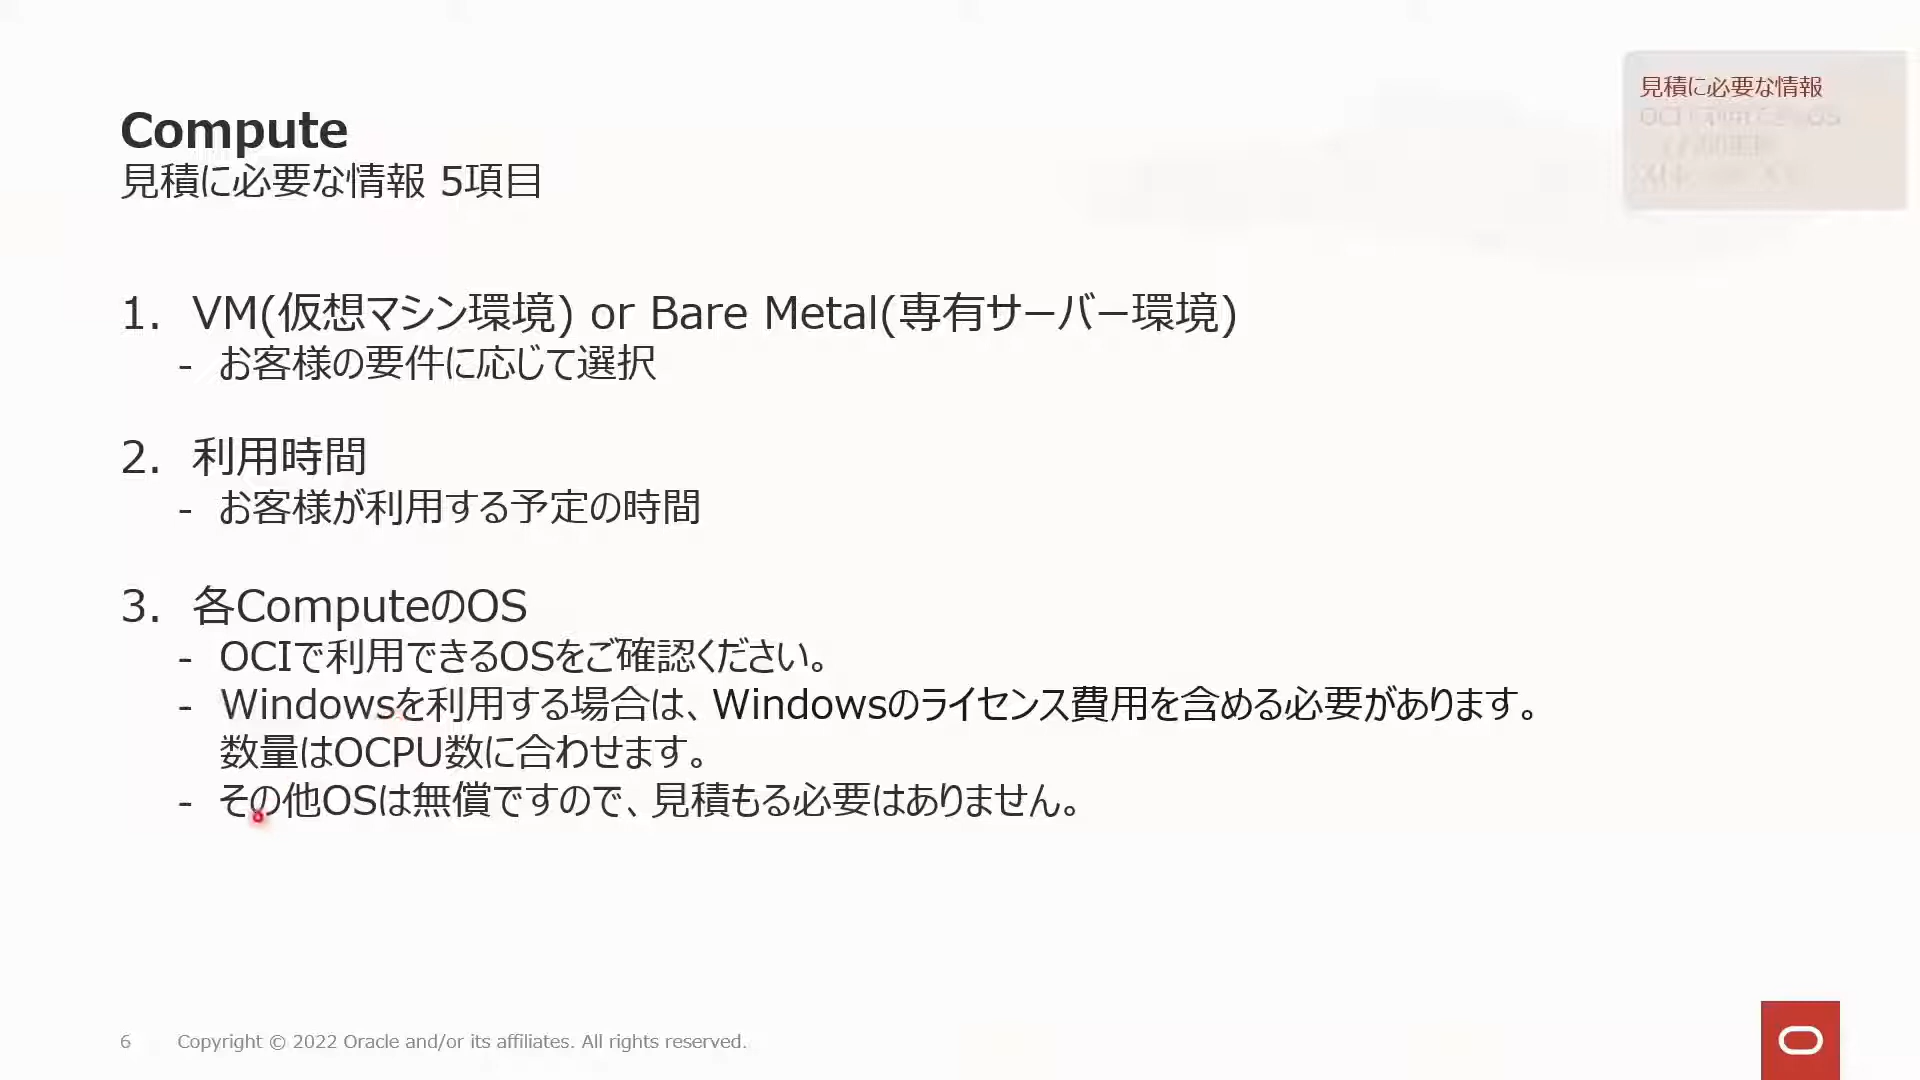 見積に必要な情報
Compute
見積に必要な情報 5項目
1. VM(仮想マシン環境) or Bare Metal(専有サーバー環境)
- お客様の要件に応じて選択
2. 利用時間
- お客様が利用する予定の時間
3. 各ComputeのOS
- OCIで利用できるOSをご確認ください。
- Windowsを利用する場合は、Windowsのライセンス費用を含める必要があります。
数量はOCPU数に合わせます。
- その他OSは無償ですので、見積もる必要はありません。
6 Copyright © 2022 Oracle and/or its affiliates. All rights reserved.